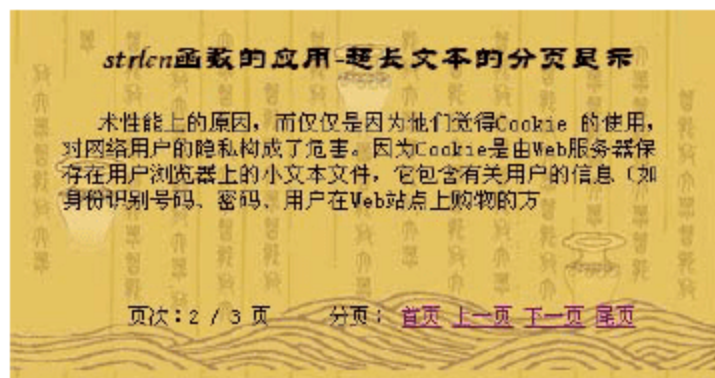 strlen函数的应用-超长文本的分页显示
术性能上的原因，而仅仅是因为他们觉得Cookie 的使用，
对网络用户的隐私构成了危害。因为Cookie是由Web服务器保
存在用户浏览器上的小文本文件，它包含有关用户的信息（如
身份识别号码、密码、用户在Web站点上购物的方
页次：2 / 3 页 分页： 首页 上一页 下一页 尾页